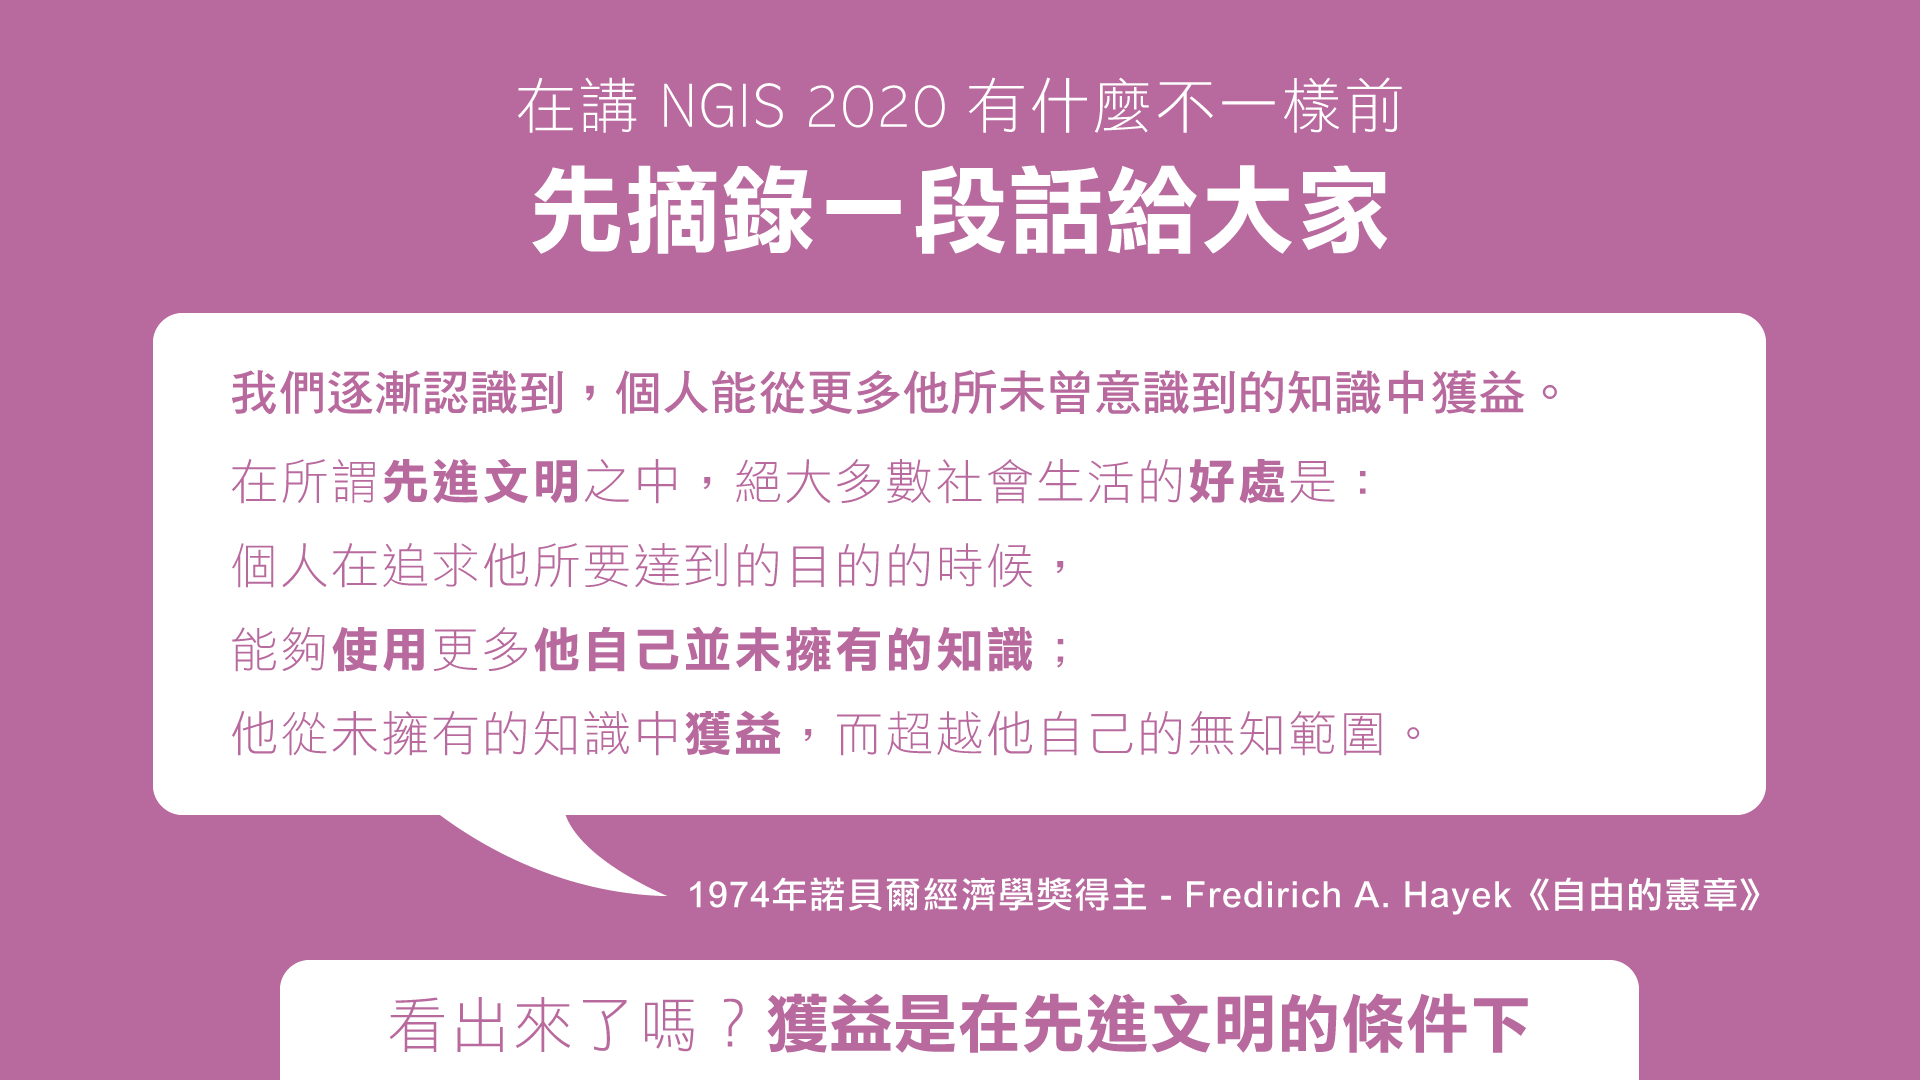 在講 NGIS 2020 有什麼不一樣前
先摘錄一段話給大家
我們逐漸認識到，個人能從更多他所未曾意識到的知識中獲益。
在所謂先進文明之中，絕大多數社會生活的好處是：
個人在追求他所要達到的目的的時候，
能夠使用更多他自己並未擁有的知識；
他從未擁有的知識中獲益，而超越他自己的無知範圍。
1974年諾貝爾經濟學獎得主 - Fredirich A. Hayek《自由的憲章》
看出來了嗎？獲益是在先進文明的條件下